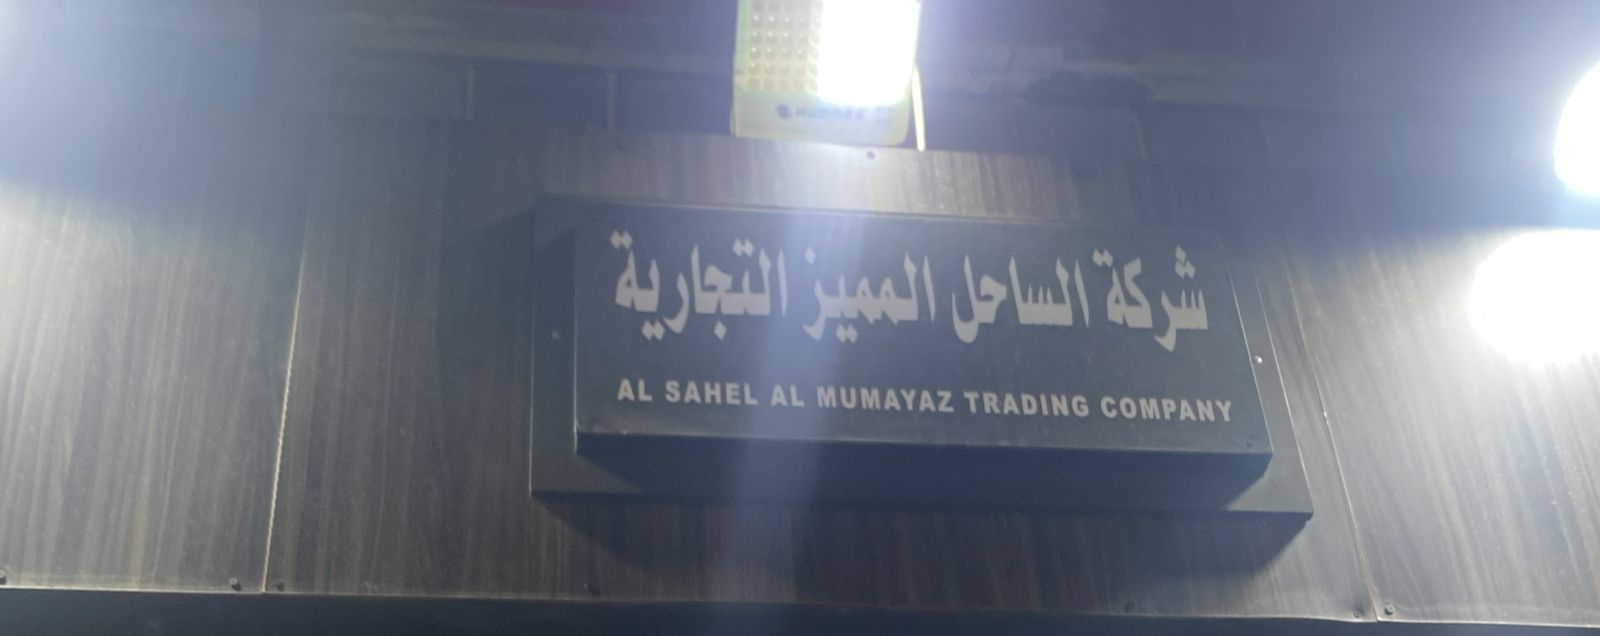 شركة الساحل المميز التجارية
AL SAHEL AL MUMAYAZ TRADING COMPANY